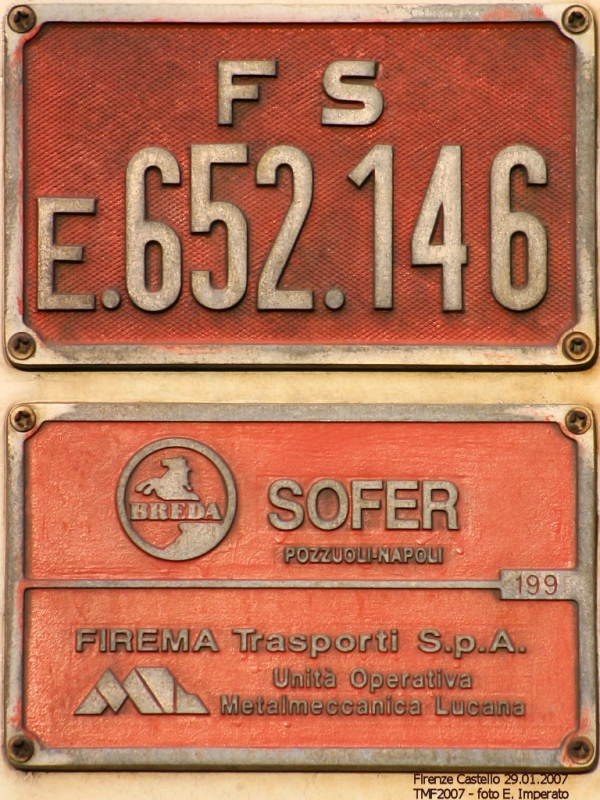 F S
E.652.146
BREDA
SOFER
POZZUOLI-NAPOLI
199
FIREMA Trasporti S.p.A.
Unità Operativa
Metalmeccanica Lucana
Firenze Castello 29.01.2007
TMF2007 - foto E. Imperato